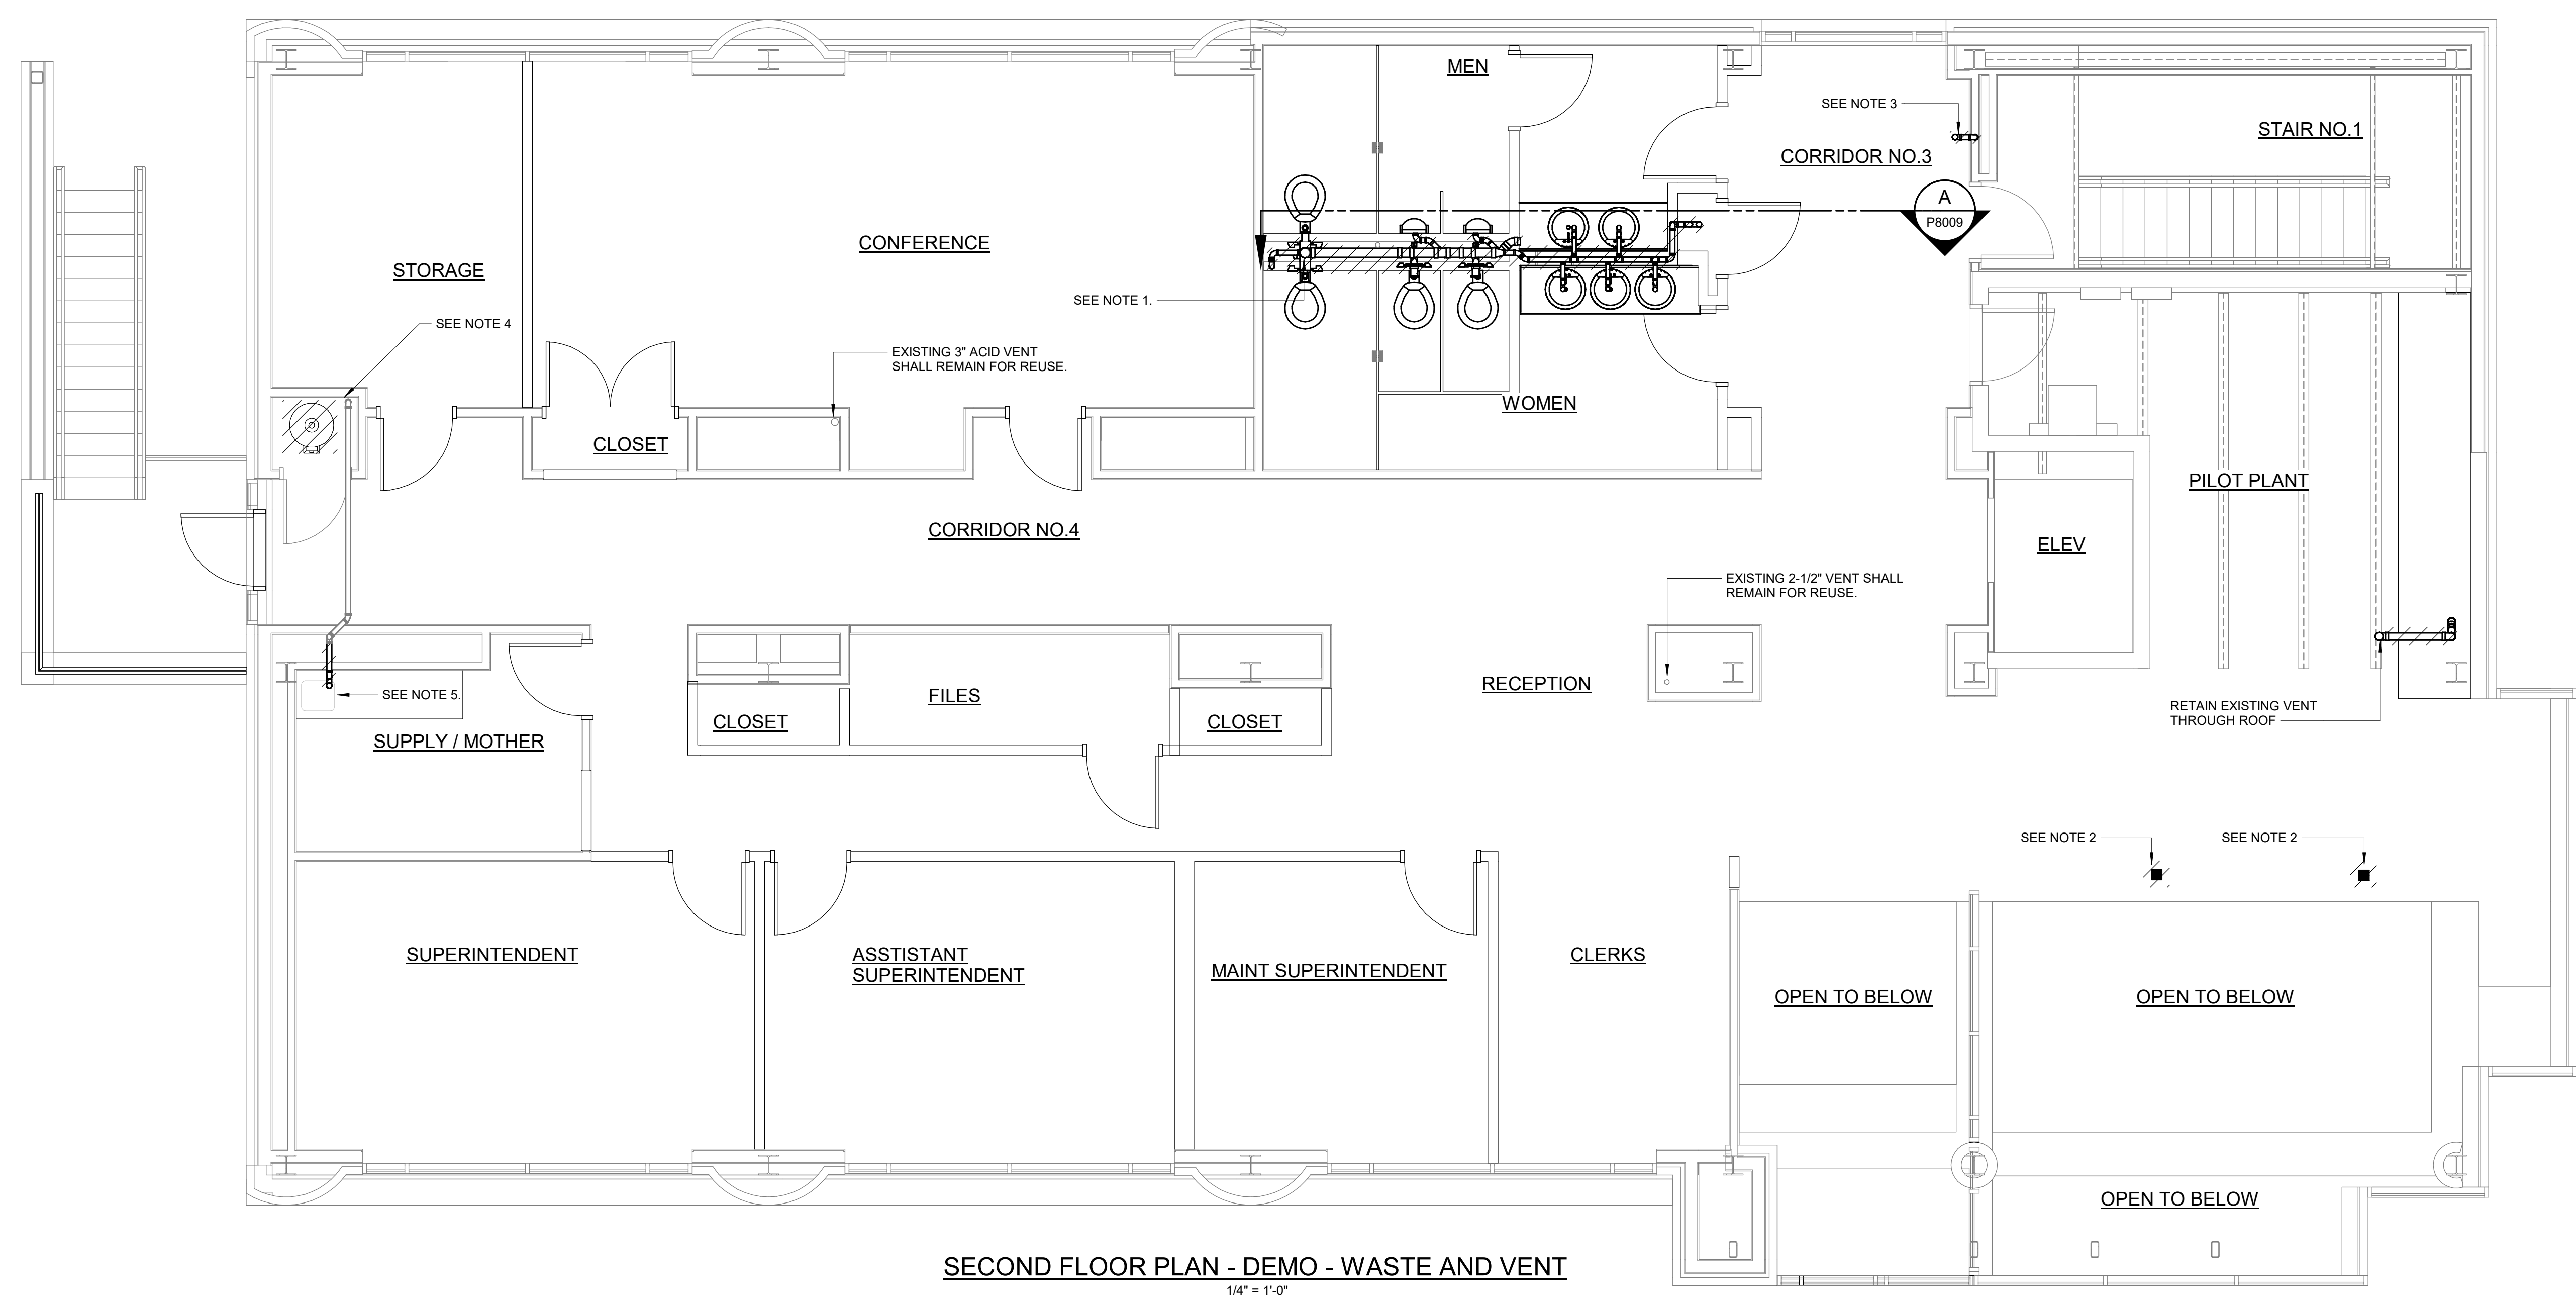 MEN
SEE NOTE 3
STAIR NO.1
CORRIDOR NO.3
A
P8009
CONFERENCE
STORAGE
SEE NOTE 1.
SEE NOTE 4
EXISTING 3" ACID VENT
SHALL REMAIN FOR REUSE.
WOMEN
CLOSET
PILOT PLANT
CORRIDOR NO.4
ELEV
EXISTING 2-1/2" VENT SHALL
REMAIN FOR REUSE.
RECEPTION
SEE NOTE 5.
FILES
CLOSET
CLOSET
RETAIN EXISTING VENT
THROUGH ROOF
SUPPLY / MOTHER
SEE NOTE 2
SEE NOTE 2
SUPERINTENDENT
ASSTISTANT
SUPERINTENDENT
MAINT SUPERINTENDENT
CLERKS
OPEN TO BELOW
OPEN TO BELOW
OPEN TO BELOW
SECOND FLOOR PLAN - DEMO - WASTE AND VENT
1/4" = 1'-0"